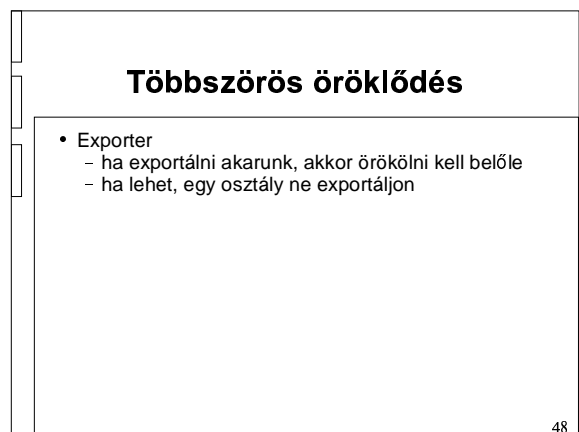 Többszörös öröklődés
• Exporter
– ha exportálni akarunk, akkor örökölni kell belőle
– ha lehet, egy osztály ne exportáljon
48